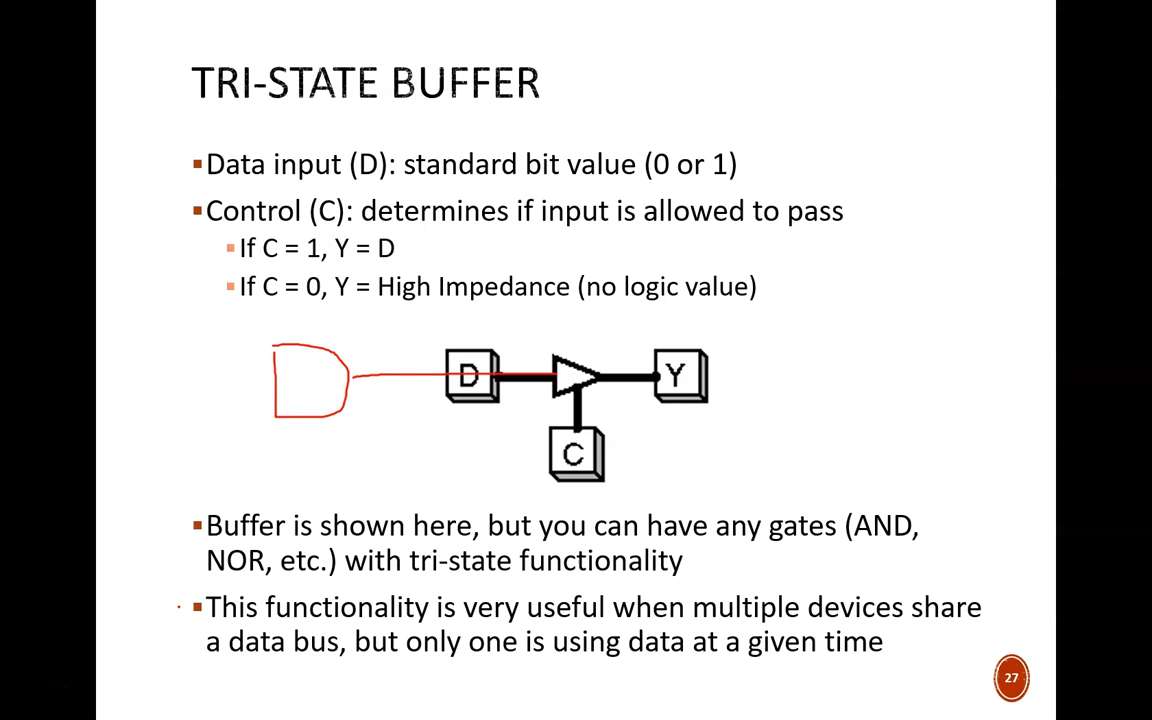 TRI-STATE BUFFER
▪Data input (D): standard bit value (0 or 1)
▪Control (C): determines if input is allowed to pass
▪If C = 1, Y = D
▪If C = 0, Y = High Impedance (no logic value)
D
Y
C
▪Buffer is shown here, but you can have any gates (AND,
NOR, etc.) with tri-state functionality
▪This functionality is very useful when multiple devices share
a data bus, but only one is using data at a given time
27